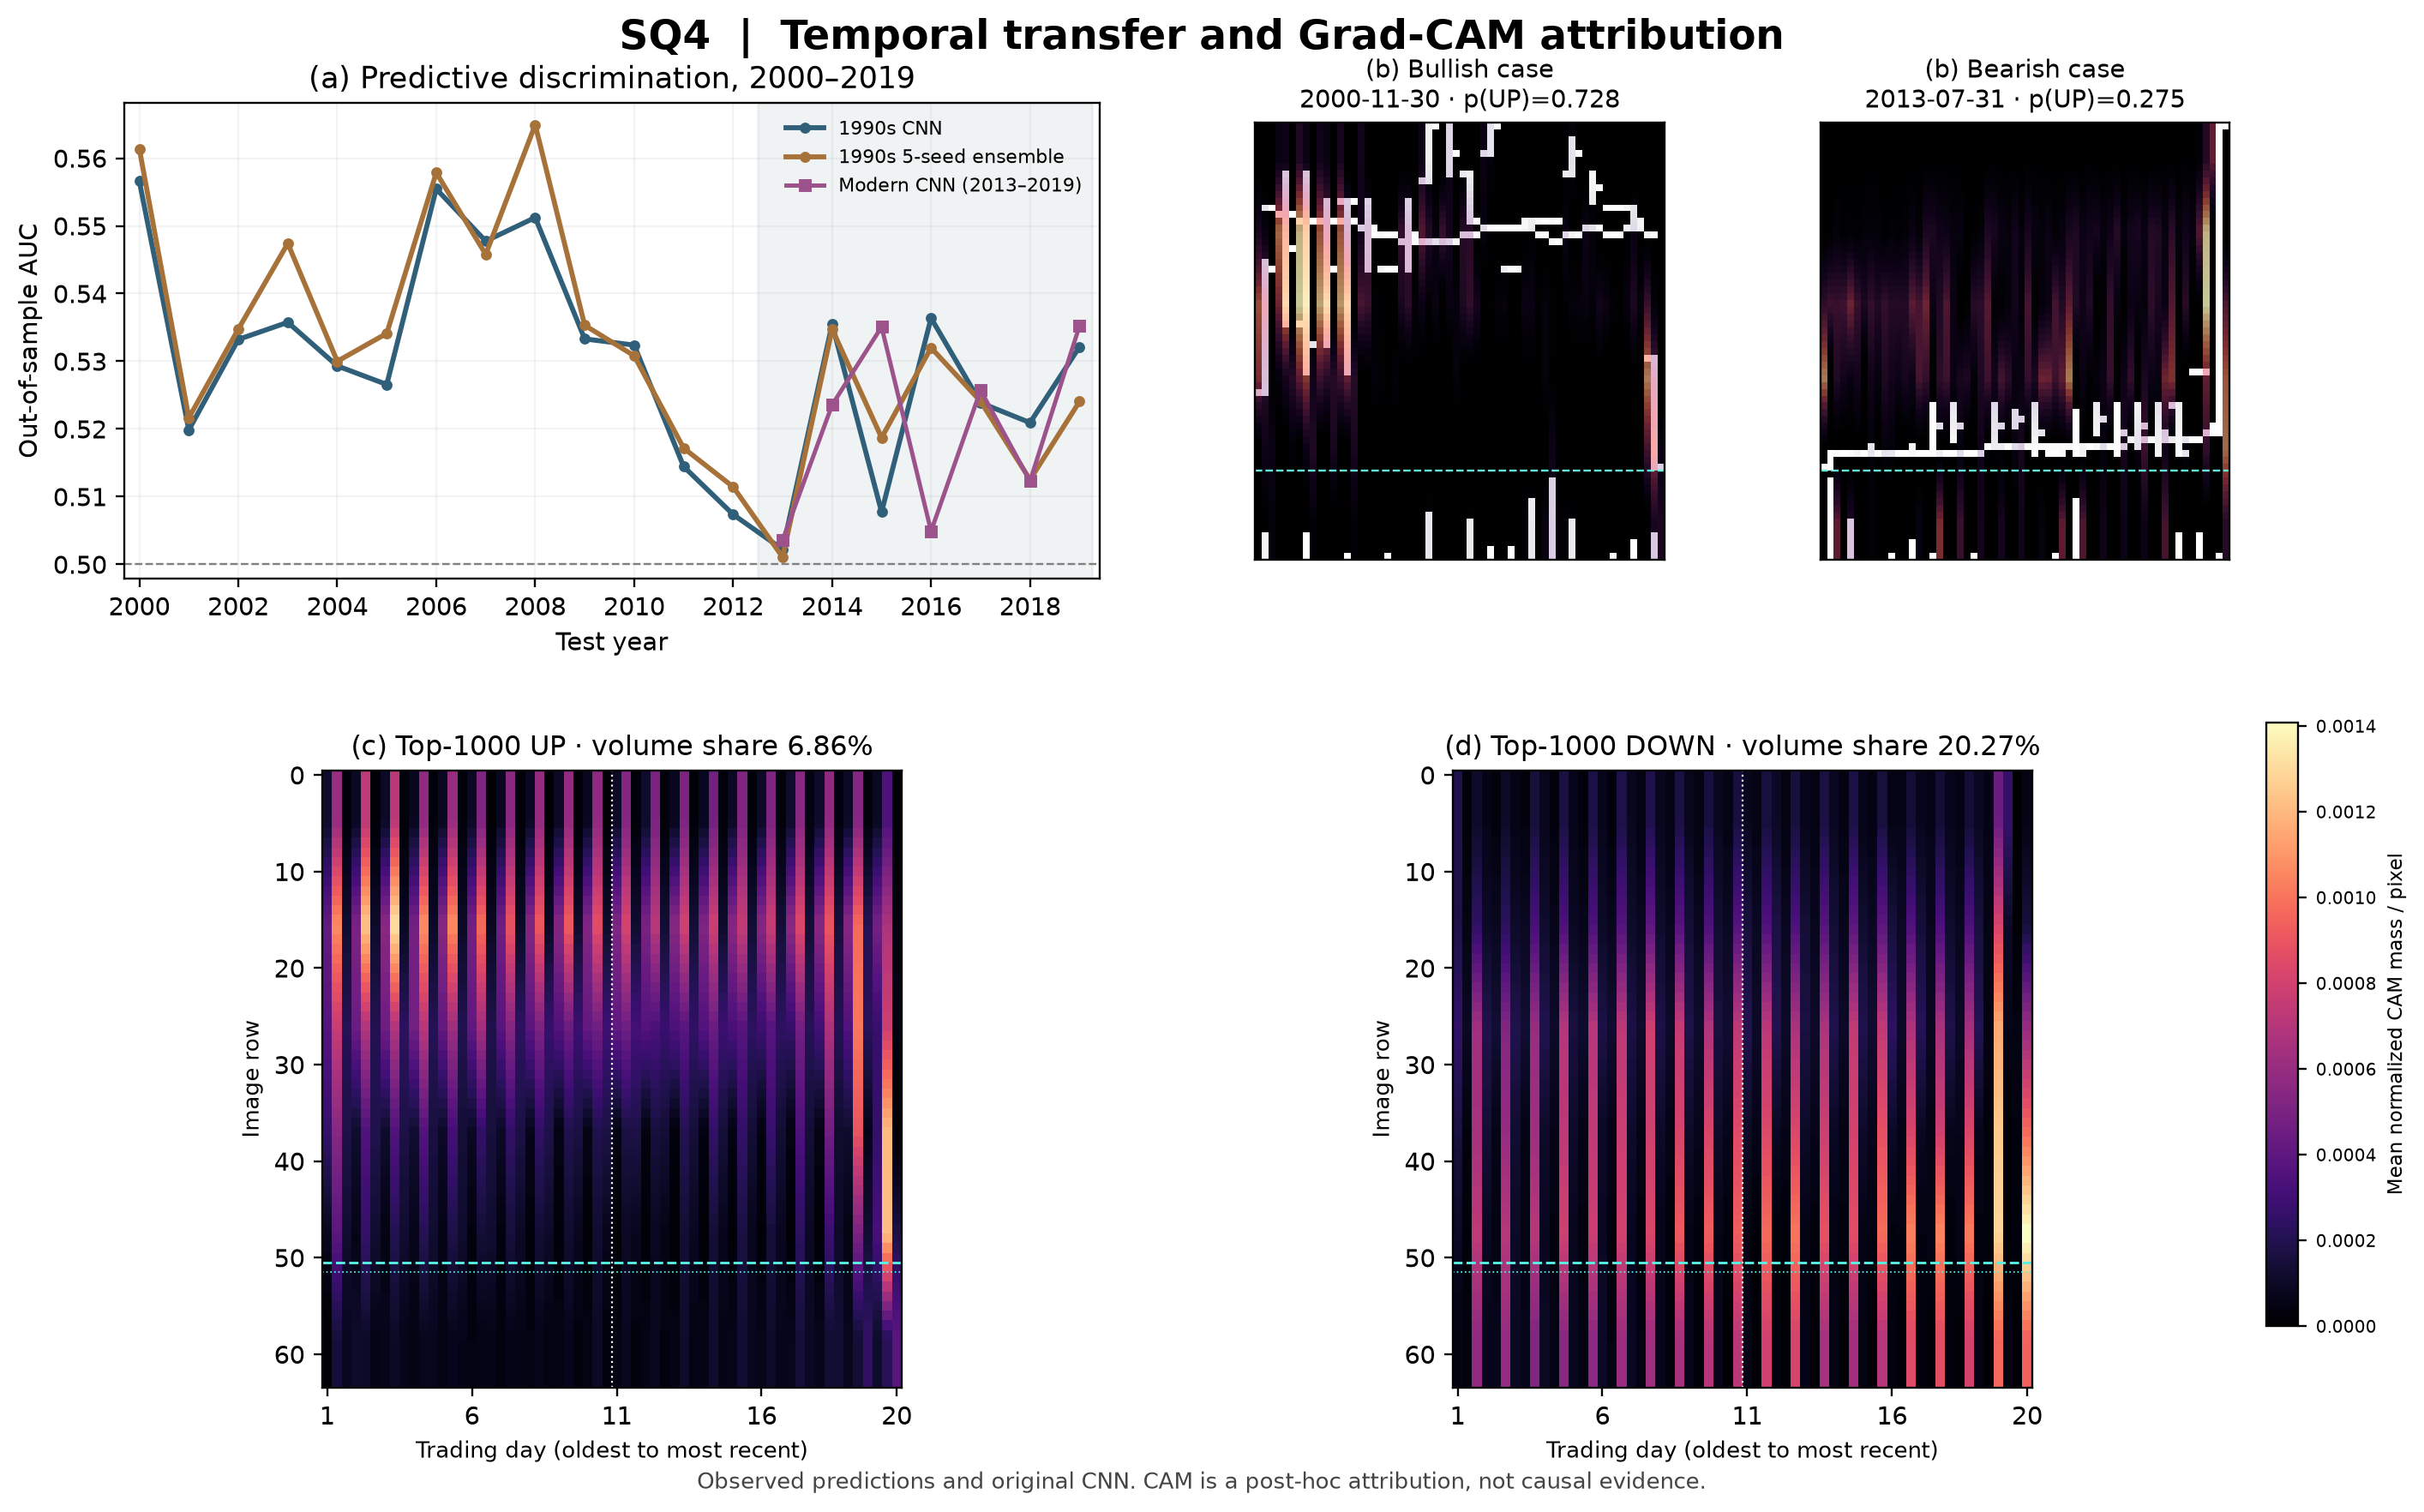 SQ4 | Temporal transfer and Grad-CAM attribution
(a) Predictive discrimination, 2000–2019
Out-of-sample AUC
0.56
0.55
0.54
0.53
0.52
0.51
0.50
1990s CNN
1990s 5-seed ensemble
Modern CNN (2013–2019)
2000 2002 2004 2006 2008 2010 2012 2014 2016 2018
Test year
(b) Bullish case
2000-11-30 · p(UP)=0.728
(b) Bearish case
2013-07-31 · p(UP)=0.275
(c) Top-1000 UP · volume share 6.86%
Image row
0
10
20
30
40
50
60
1 6 11 16 20
Trading day (oldest to most recent)
(d) Top-1000 DOWN · volume share 20.27%
Image row
0
10
20
30
40
50
60
1 6 11 16 20
Trading day (oldest to most recent)
0.0014
0.0012
0.0010
0.0008
0.0006
0.0004
0.0002
0.0000
Mean normalized CAM mass / pixel
Observed predictions and original CNN. CAM is a post-hoc attribution, not causal evidence.